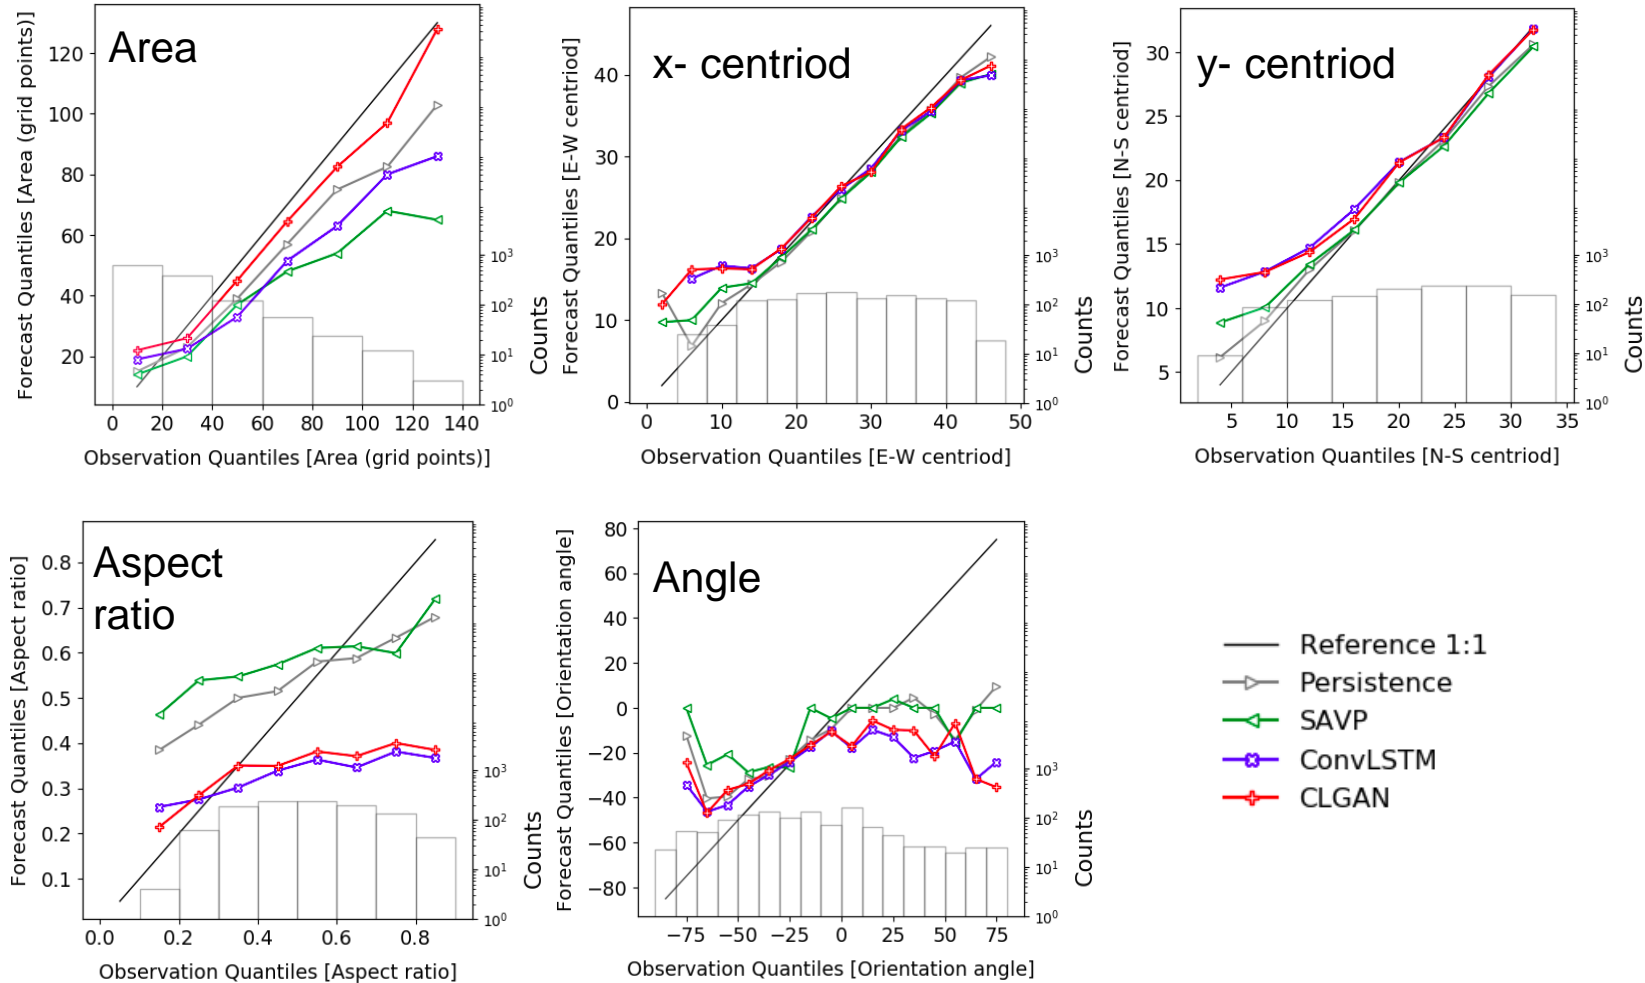 Area
Forecast Quantiles [Area (grid points)]
120
100
80
60
40
20
0 20 40 60 80 100 120 140
Observation Quantiles [Area (grid points)]
10³
10²
10¹
10⁰
Counts
x- centriod
Forecast Quantiles [E-W centriod]
40
30
20
10
0
0 10 20 30 40 50
Observation Quantiles [E-W centriod]
10³
10²
10¹
10⁰
Counts
y- centriod
Forecast Quantiles [N-S centriod]
30
25
20
15
10
5
5 10 15 20 25 30 35
Observation Quantiles [N-S centriod]
10³
10²
10¹
10⁰
Counts
Aspect
ratio
Forecast Quantiles [Aspect ratio]
0.8
0.7
0.6
0.5
0.4
0.3
0.2
0.1
0.0 0.2 0.4 0.6 0.8
Observation Quantiles [Aspect ratio]
10³
10²
10¹
10⁰
Counts
Angle
Forecast Quantiles [Orientation angle]
80
60
40
20
0
−20
−40
−60
−80
−75 −50 −25 0 25 50 75
Observation Quantiles [Orientation angle]
10³
10²
10¹
10⁰
Counts
Reference 1:1
Persistence
SAVP
ConvLSTM
CLGAN